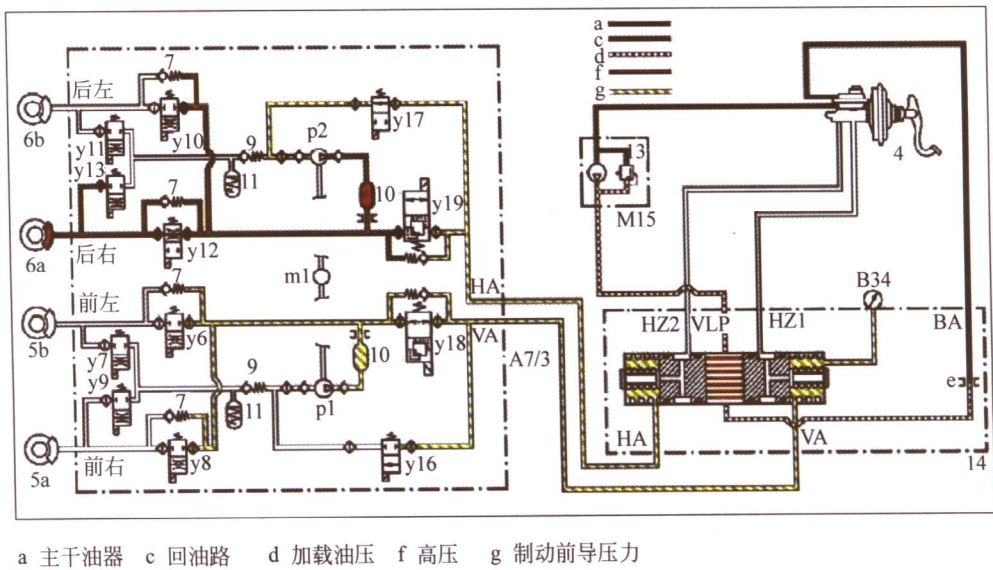 a
c
d
f
g
7
后左
6b
y11
y10
y13
9
p2
y17
11
10
y19
7
6a
后右
y12
m1
前左
7
HA
5b
y6
VA
y18
y7
y9
9
10
A7/3
7
11
p1
5a
前右
y8
y16
13
M15
4
B34
HZ2
VLP
HZ1
BA
e
HA
VA
14
a 主干油器 c 回油路 d 加载油压 f 高压 g 制动前导压力